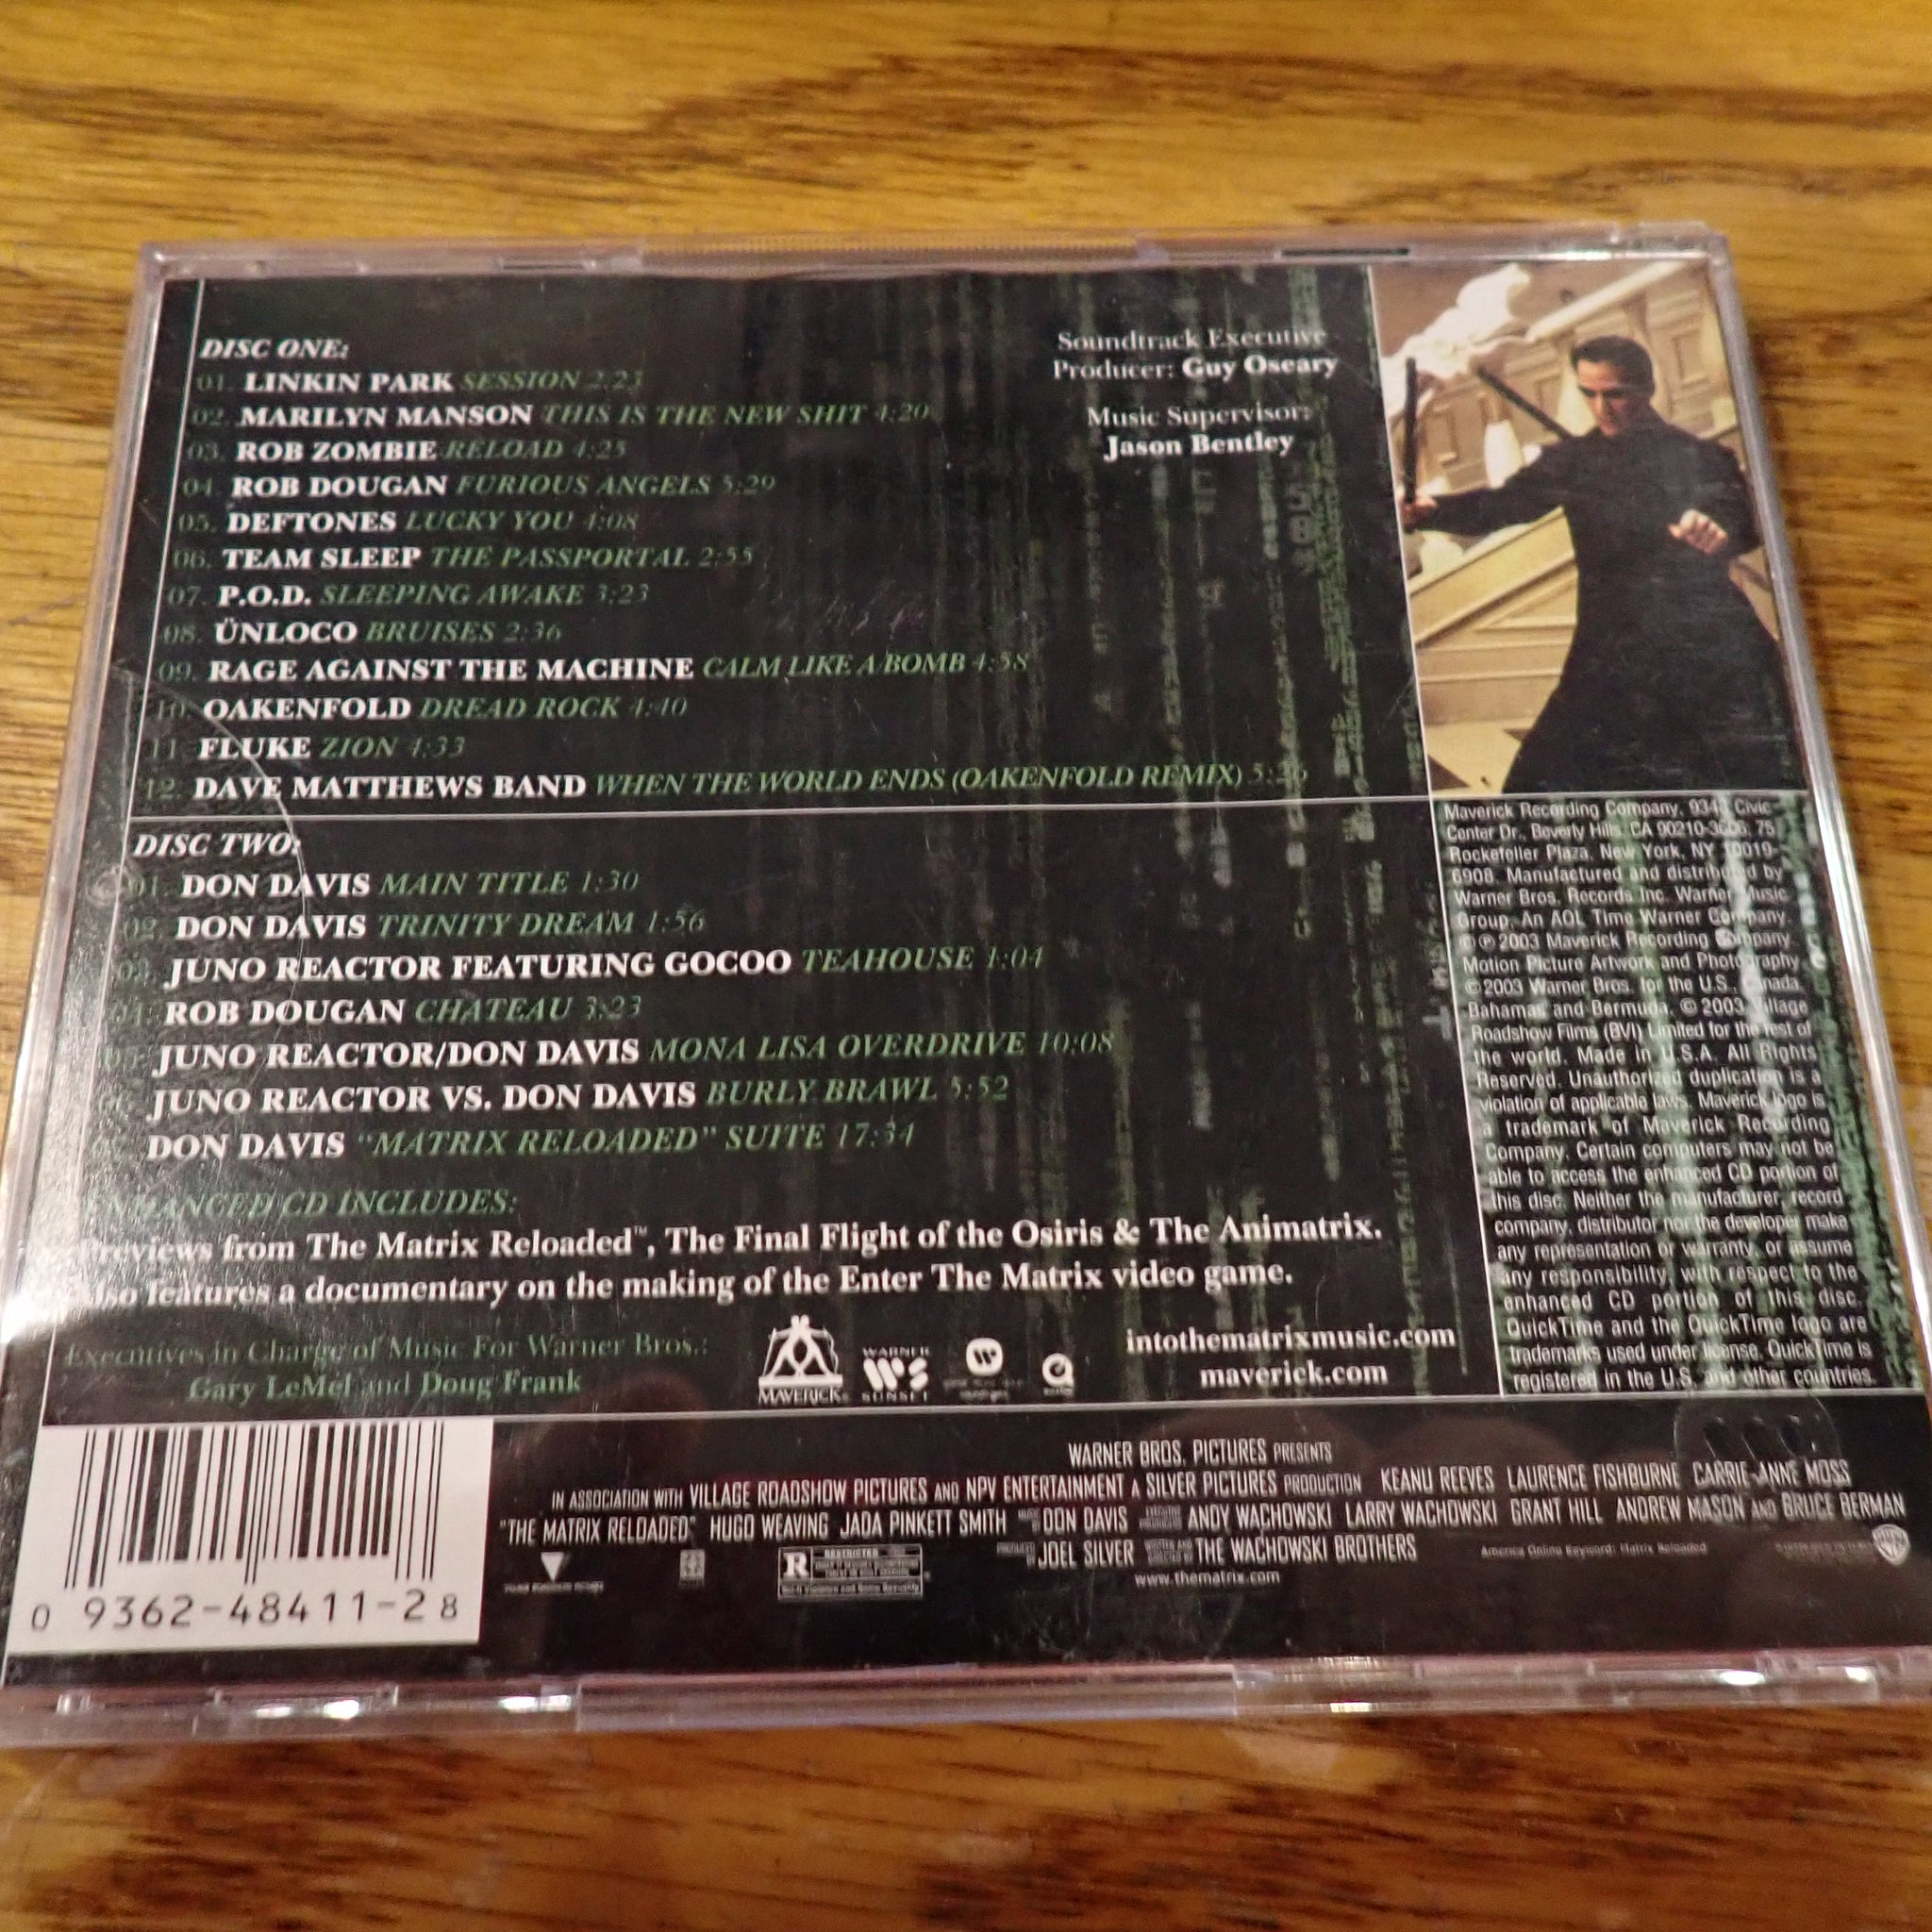 DISC ONE:
01. LINKIN PARK SESSION 2:23
02. MARILYN MANSON THIS IS THE NEW SHIT 4:20
03. ROB ZOMBIE RELOAD 4:25
04. ROB DOUGAN FURIOUS ANGELS 5:29
05. DEFTONES LUCKY YOU 4:08
06. TEAM SLEEP THE PASSPORTAL 2:55
07. P.O.D. SLEEPING AWAKE 3:23
08. ÜNLOCO BRUISES 2:36
09. RAGE AGAINST THE MACHINE CALM LIKE A BOMB 4:58
10. OAKENFOLD DREAD ROCK 4:40
11. FLUKE ZION 4:33
12. DAVE MATTHEWS BAND WHEN THE WORLD ENDS (OAKENFOLD REMIX)
Soundtrack Executive
Producer: Guy Oseary
Music Supervisor:
Jason Bentley
DISC TWO:
01. DON DAVIS MAIN TITLE 1:30
02. DON DAVIS TRINITY DREAM 1:56
03. JUNO REACTOR FEATURING GOCOO TEAHOUSE 1:04
04. ROB DOUGAN CHATEAU 3:23
JUNO REACTOR/DON DAVIS MONA LISA OVERDRIVE 10:08
JUNO REACTOR VS. DON DAVIS BURLY BRAWL 5:52
DON DAVIS "MATRIX RELOADED" SUITE 17:34
ENHANCED CD INCLUDES:
Previews from The Matrix Reloaded™, The Final Flight of the Osiris & The Animatrix.
Also features a documentary on the making of the Enter The Matrix video game.
Executives in Charge of Music For Warner Bros.:
Gary LeMel and Doug Frank
MAVERICK
WARNER
WS
SUNSET
intothematrixmusic.com
maverick.com
Maverick Recording Company, Civic
Center Dr., Beverly Hills, CA 75
Rockefeller Plaza, New York, NY 10019-
6908. Manufactured and distributed by
Warner Bros. Records Inc. Warner Music
Group, An AOL Time Warner Company.
© ℗ 2003 Maverick Recording Company.
Motion Picture Artwork and Photography.
© 2003 Warner Bros. for the U.S., Canada,
Bahamas and Bermuda. © 2003 Village
Roadshow Films (BVI) Limited for the rest of
the world. Made in U.S.A. All Rights
Reserved. Unauthorized duplication is a
violation of applicable laws. Maverick logo is
a trademark of Maverick Recording
Company. Certain computers may not be
able to access the enhanced CD portion of
this disc. Neither the manufacturer, record
company, distributor nor the developer make
any representation or warranty, or assume
any responsibility, with respect to the
enhanced CD portion of this disc.
QuickTime and the QuickTime logo are
trademarks used under license. QuickTime is
registered in the U.S. and other countries.
0 9362-48411-2 8
WARNER BROS. PICTURES PRESENTS
IN ASSOCIATION WITH VILLAGE ROADSHOW PICTURES AND NPV ENTERTAINMENT A SILVER PICTURES PRODUCTION KEANU REEVES LAURENCE FISHBURNE CARRIE-ANNE MOSS
"THE MATRIX RELOADED" HUGO WEAVING JADA PINKETT SMITH DON DAVIS ANDY WACHOWSKI LARRY WACHOWSKI GRANT HILL ANDREW MASON AND BRUCE BERMAN
JOEL SILVER THE WACHOWSKI BROTHERS
America Online Keyword: Matrix Reloaded
R RESTRICTED
www.thematrix.com